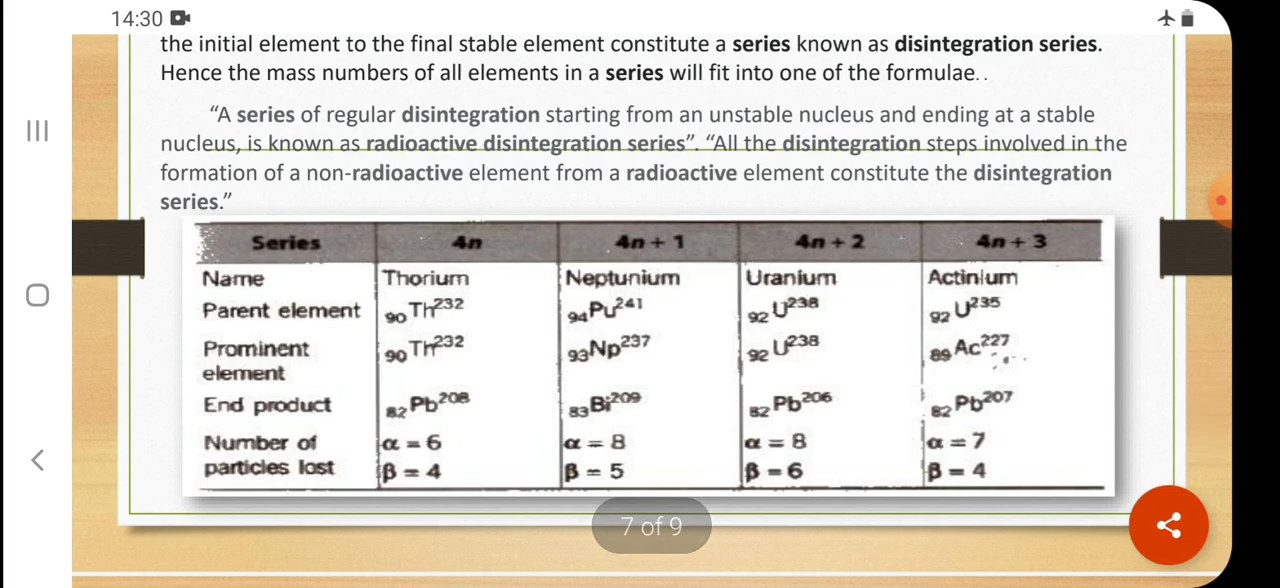 14:30
the initial element to the final stable element constitute a series known as disintegration series.
Hence the mass numbers of all elements in a series will fit into one of the formulae. .
“A series of regular disintegration starting from an unstable nucleus and ending at a stable
nucleus, is known as radioactive disintegration series”. “All the disintegration steps involved in the
formation of a non-radioactive element from a radioactive element constitute the disintegration
series.”
Series 4n 4n + 1 4n + 2 4n + 3
Name Thorium Neptunium Uranium Actinium
Parent element ₉₀Th²³² ₉₄Pu²⁴¹ ₉₂U²³⁸ ₉₂U²³⁵
Prominent
element ₉₀Th²³² ₉₃Np²³⁷ ₉₂U²³⁸ ₈₉Ac²²⁷
End product ₈₂Pb²⁰⁸ ₈₃Bi²⁰⁹ ₈₂Pb²⁰⁶ ₈₂Pb²⁰⁷
Number of α = 6 α = 8 α = 8 α = 7
particles lost β = 4 β = 5 β = 6 β = 4
7 of 9